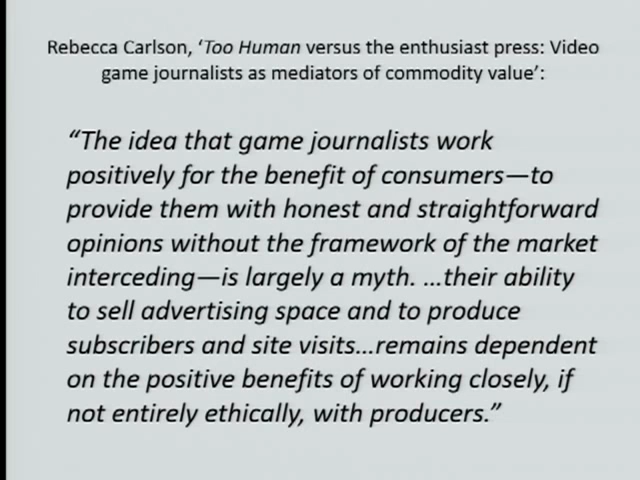 Rebecca Carlson, ‘Too Human versus the enthusiast press: Video
game journalists as mediators of commodity value’:
“The idea that game journalists work
positively for the benefit of consumers—to
provide them with honest and straightforward
opinions without the framework of the market
interceding—is largely a myth. …their ability
to sell advertising space and to produce
subscribers and site visits…remains dependent
on the positive benefits of working closely, if
not entirely ethically, with producers.”